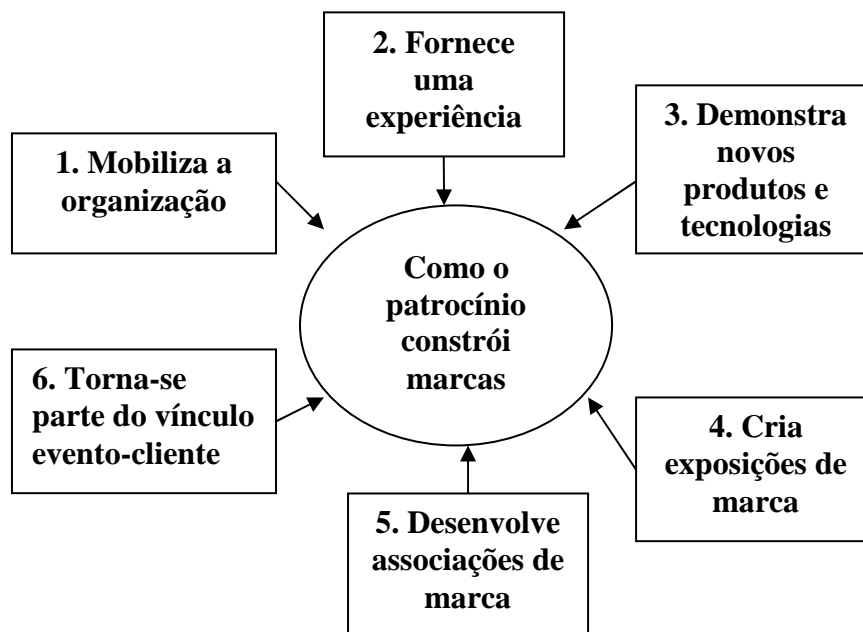 1. Mobiliza a
organização
2. Fornece
uma
experiência
3. Demonstra
novos
produtos e
tecnologias
Como o
patrocínio
constrói
marcas
6. Torna-se
parte do vínculo
evento-cliente
5. Desenvolve
associações de
marca
4. Cria
exposições de
marca